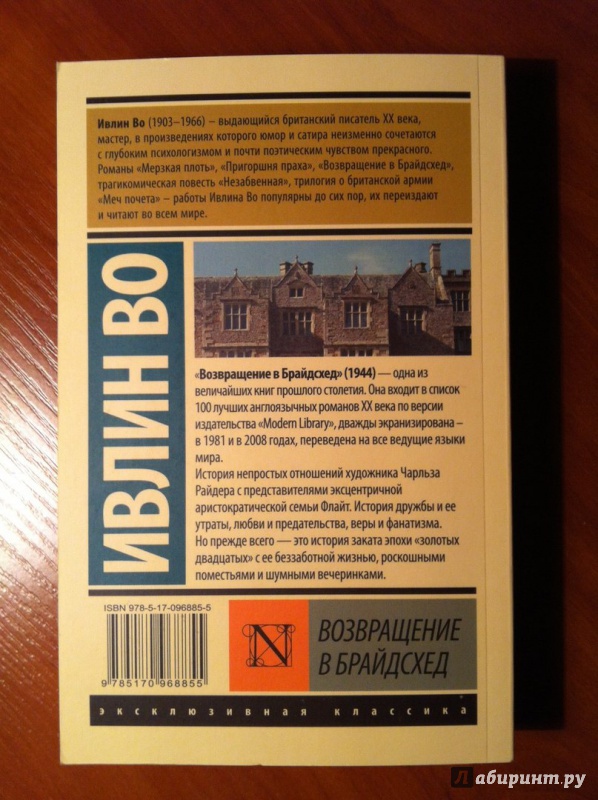 Ивлин Во (1903–1966) – выдающийся британский писатель XX века,
мастер, в произведениях которого юмор и сатира неизменно сочетаются
с глубоким психологизмом и почти поэтическим чувством прекрасного.
Романы «Мерзкая плоть», «Пригоршня праха», «Возвращение в Брайдсхед»,
трагикомическая повесть «Незабвенная», трилогия о британской армии
«Меч почета» – работы Ивлина Во популярны до сих пор, их переиздают
и читают во всем мире.
ИВЛИН ВО
«Возвращение в Брайдсхед» (1944) — одна из
величайших книг прошлого столетия. Она входит в список
100 лучших англоязычных романов XX века по версии
издательства «Modern Library», дважды экранизирована –
в 1981 и в 2008 годах, переведена на все ведущие языки
мира.
История непростых отношений художника Чарльза
Райдера с представителями эксцентричной
аристократической семьи Флайт. История дружбы и ее
утраты, любви и предательства, веры и фанатизма.
Но прежде всего — это история заката эпохи «золотых
двадцатых» с ее беззаботной жизнью, роскошными
поместьями и шумными вечеринками.
ISBN 978-5-17-096885-5
9 785170 968855
N
ВОЗВРАЩЕНИЕ
В БРАЙДСХЕД
эксклюзивная классика
Лабиринт.ру